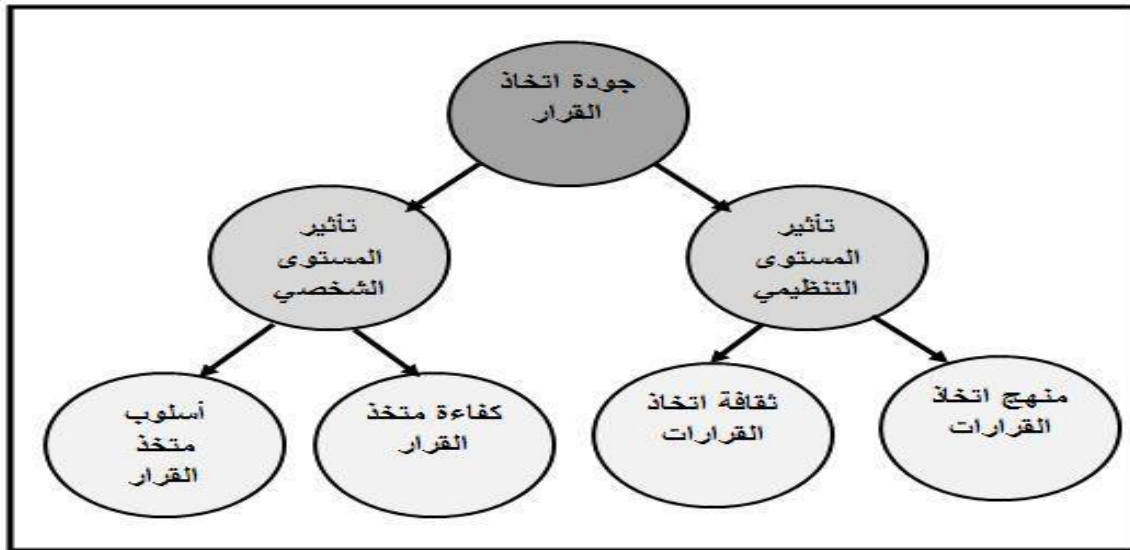 جودة اتخاذ
القرار
تأثير
المستوى
التنظيمي
تأثير
المستوى
الشخصي
منهج اتخاذ
القرارات
ثقافة اتخاذ
القرارات
كفاءة متخذ
القرار
أسلوب
متخذ
القرار